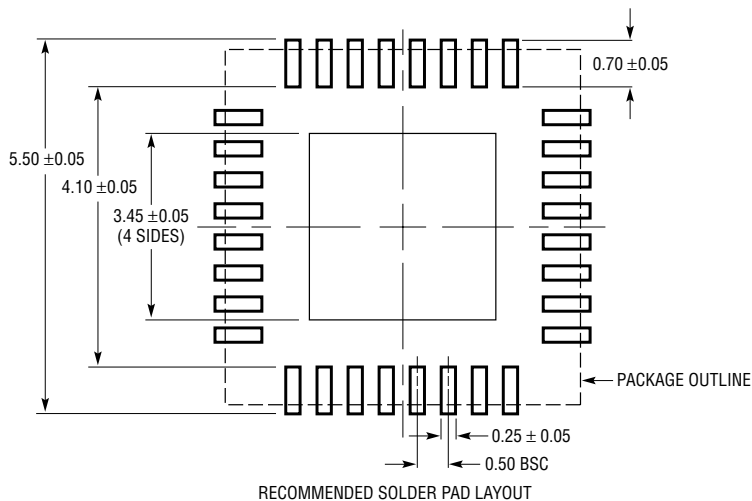 0.70 ±0.05
5.50 ±0.05
4.10 ±0.05
3.45 ±0.05
(4 SIDES)
PACKAGE OUTLINE
0.25 ± 0.05
0.50 BSC
RECOMMENDED SOLDER PAD LAYOUT